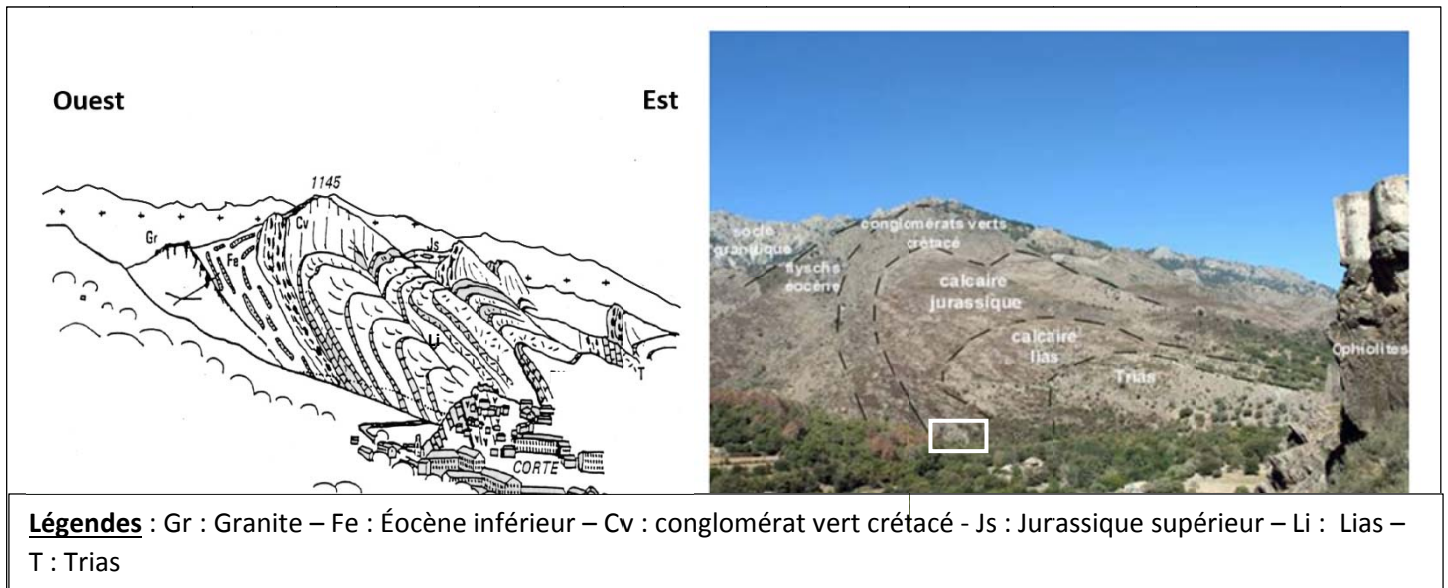 Ouest
Est
1145
Cv
Js
Gr
Fe
Li
T
CORTE
socle
granitique
flyschs
éocène
conglomérats verts
crétacé
calcaire
jurassique
calcaire
lias
Trias
Ophiolites
Légendes : Gr : Granite – Fe : Éocène inférieur – Cv : conglomérat vert crétacé - Js : Jurassique supérieur – Li : Lias –
T : Trias